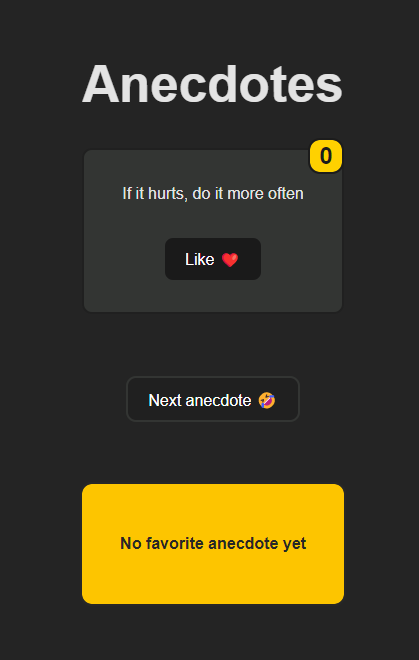 Anecdotes
0
If it hurts, do it more often
Like ❤️
Next anecdote 🤣
No favorite anecdote yet